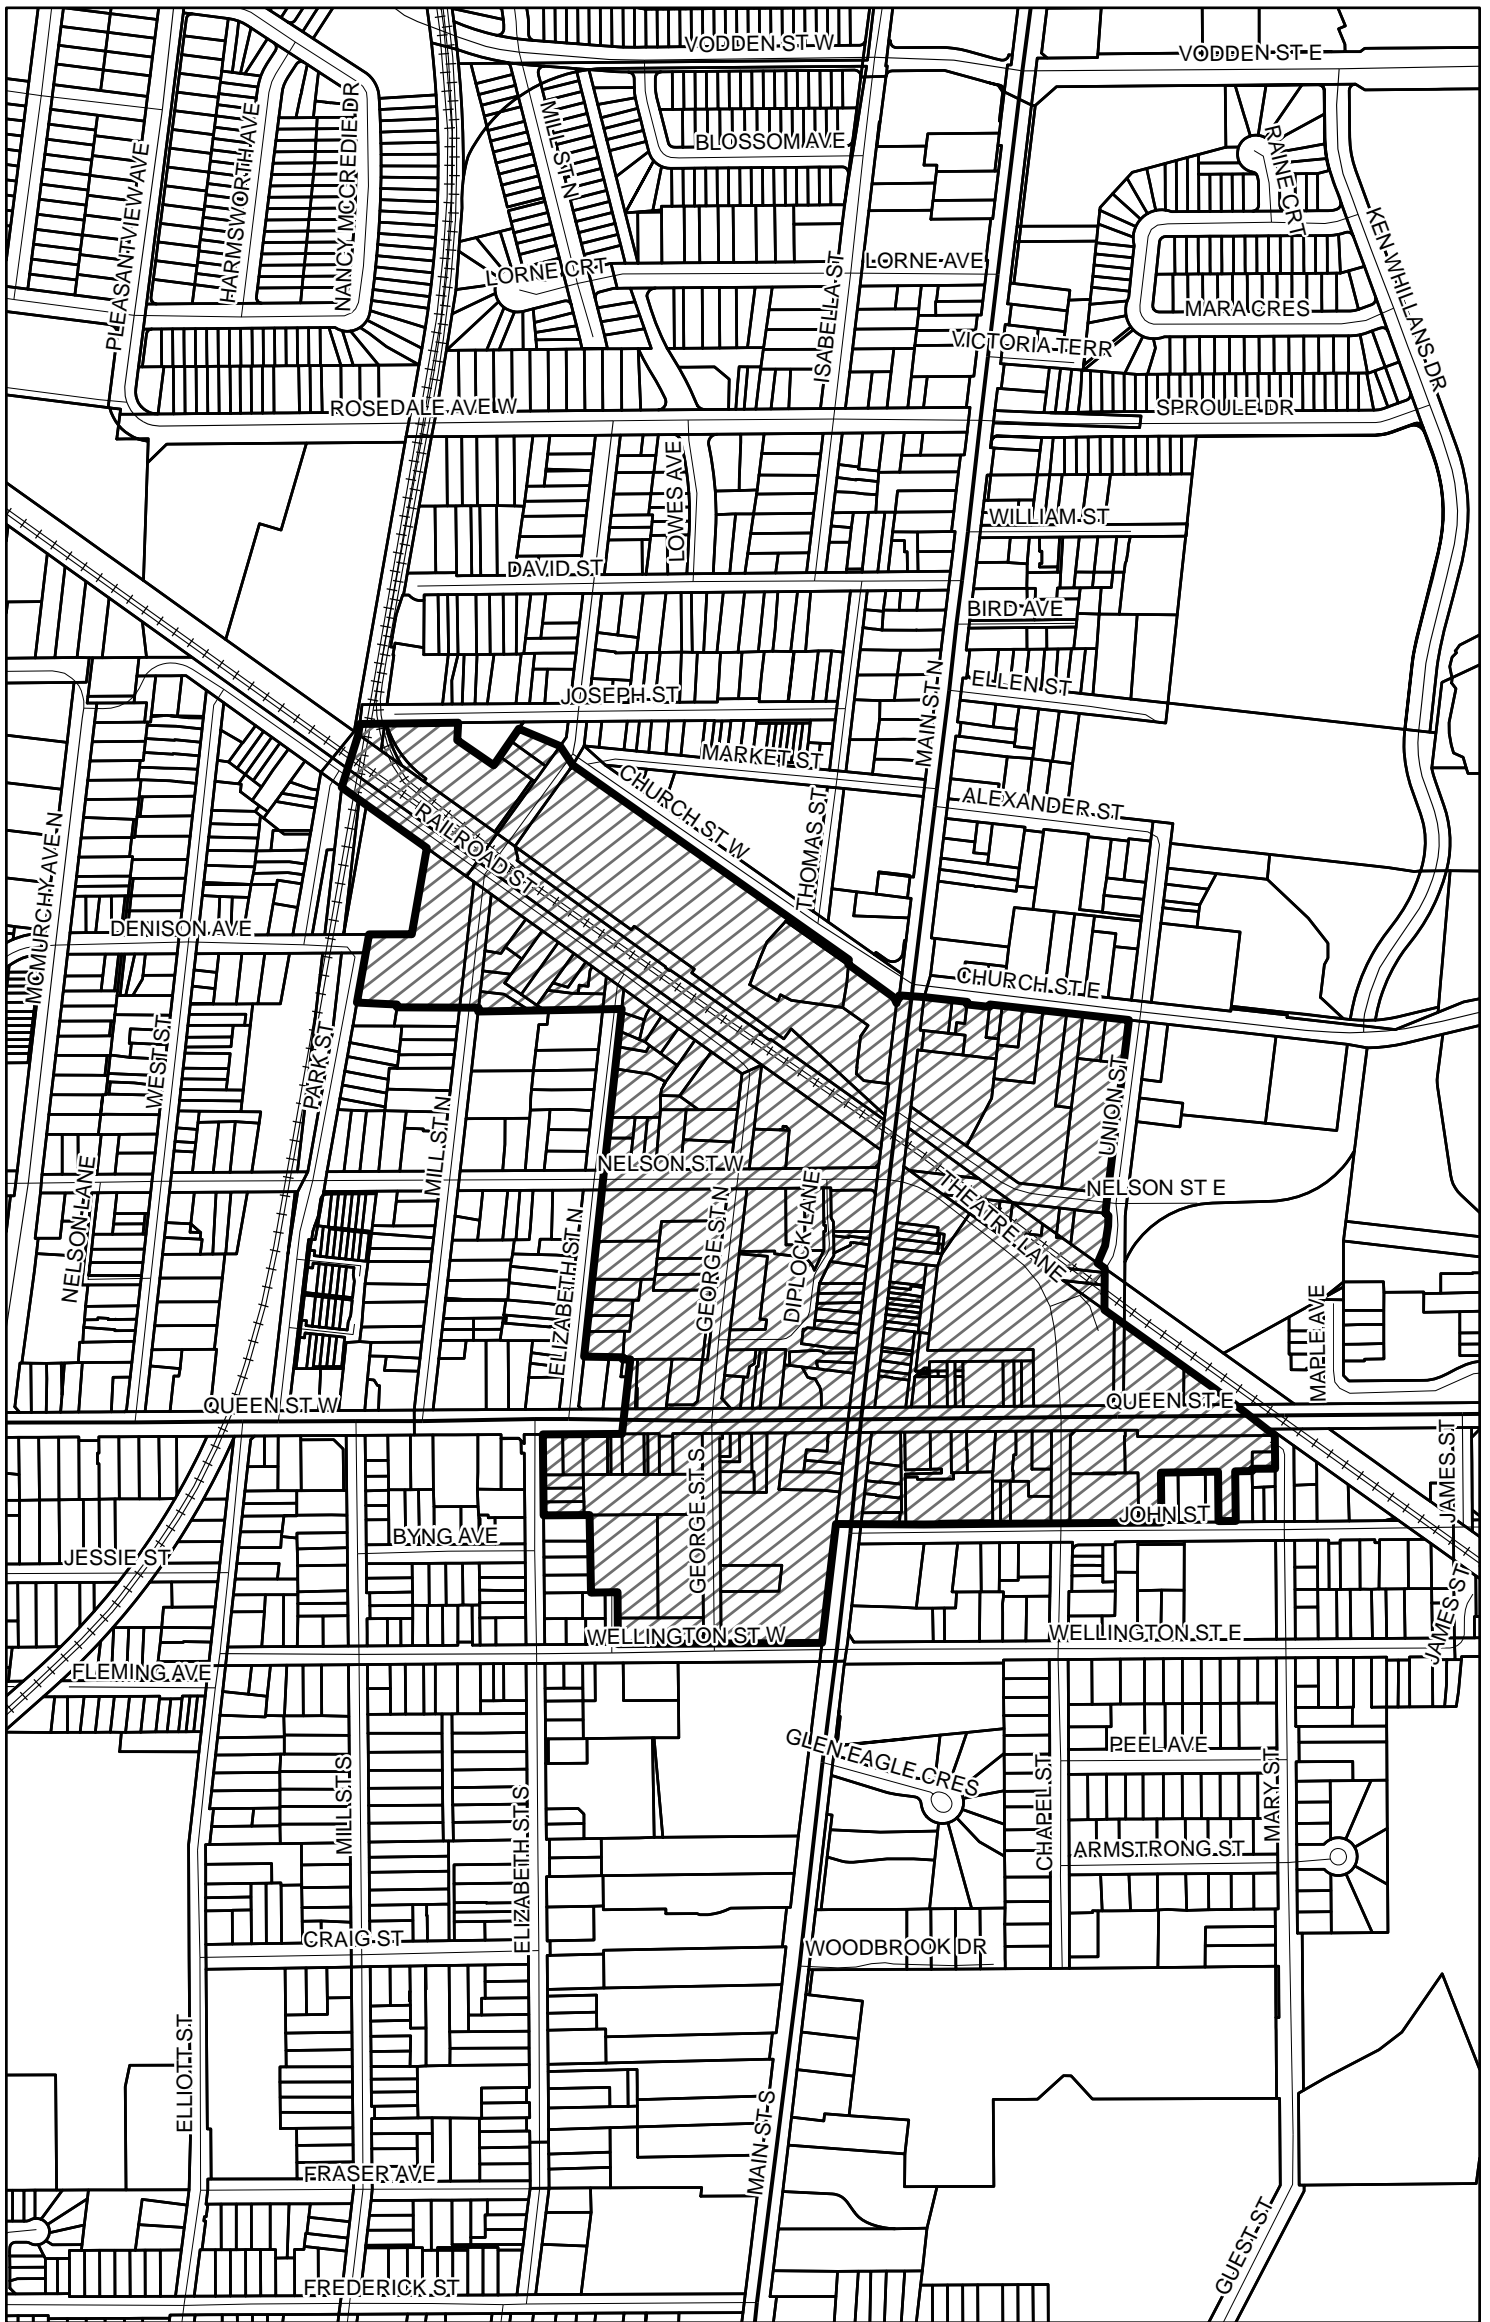 VODDEN ST W
VODDEN ST E
PLEASANTVIEW AVE
HARMSWORTH AVE
NANCY MCCREDIE DR
MILL ST N
BLOSSOM AVE
RAINE CRT
KEN WHILLANS DR
LORNE CRT
LORNE AVE
ISABELLA ST
MARA CRES
VICTORIA TERR
ROSEDALE AVE W
SPROULE DR
LOWES AVE
WILLIAM ST
DAVID ST
BIRD AVE
JOSEPH ST
ELLEN ST
MAIN ST N
MARKET ST
CHURCH ST W
THOMAS ST
ALEXANDER ST
RAILROAD ST
MCMURCHY AVE N
DENISON AVE
CHURCH ST E
WEST ST
PARK ST
MILL ST N
UNION ST
NELSON LANE
NELSON ST W
NELSON ST E
THEATRE LANE
ELIZABETH ST N
GEORGE ST N
DIPLOCK LANE
MAPLE AVE
QUEEN ST W
QUEEN ST E
JAMES ST
GEORGE ST S
JOHN ST
BYNG AVE
JESSIE ST
JAMES ST
WELLINGTON ST W
WELLINGTON ST E
FLEMING AVE
GLEN EAGLE CRES
PEEL AVE
MILL ST S
ELIZABETH ST S
CHAPEL ST
MARY ST
ARMSTRONG ST
CRAIG ST
WOODBROOK DR
ELLIOTT ST
MAIN ST S
FRASER AVE
GUEST ST
FREDERICK ST